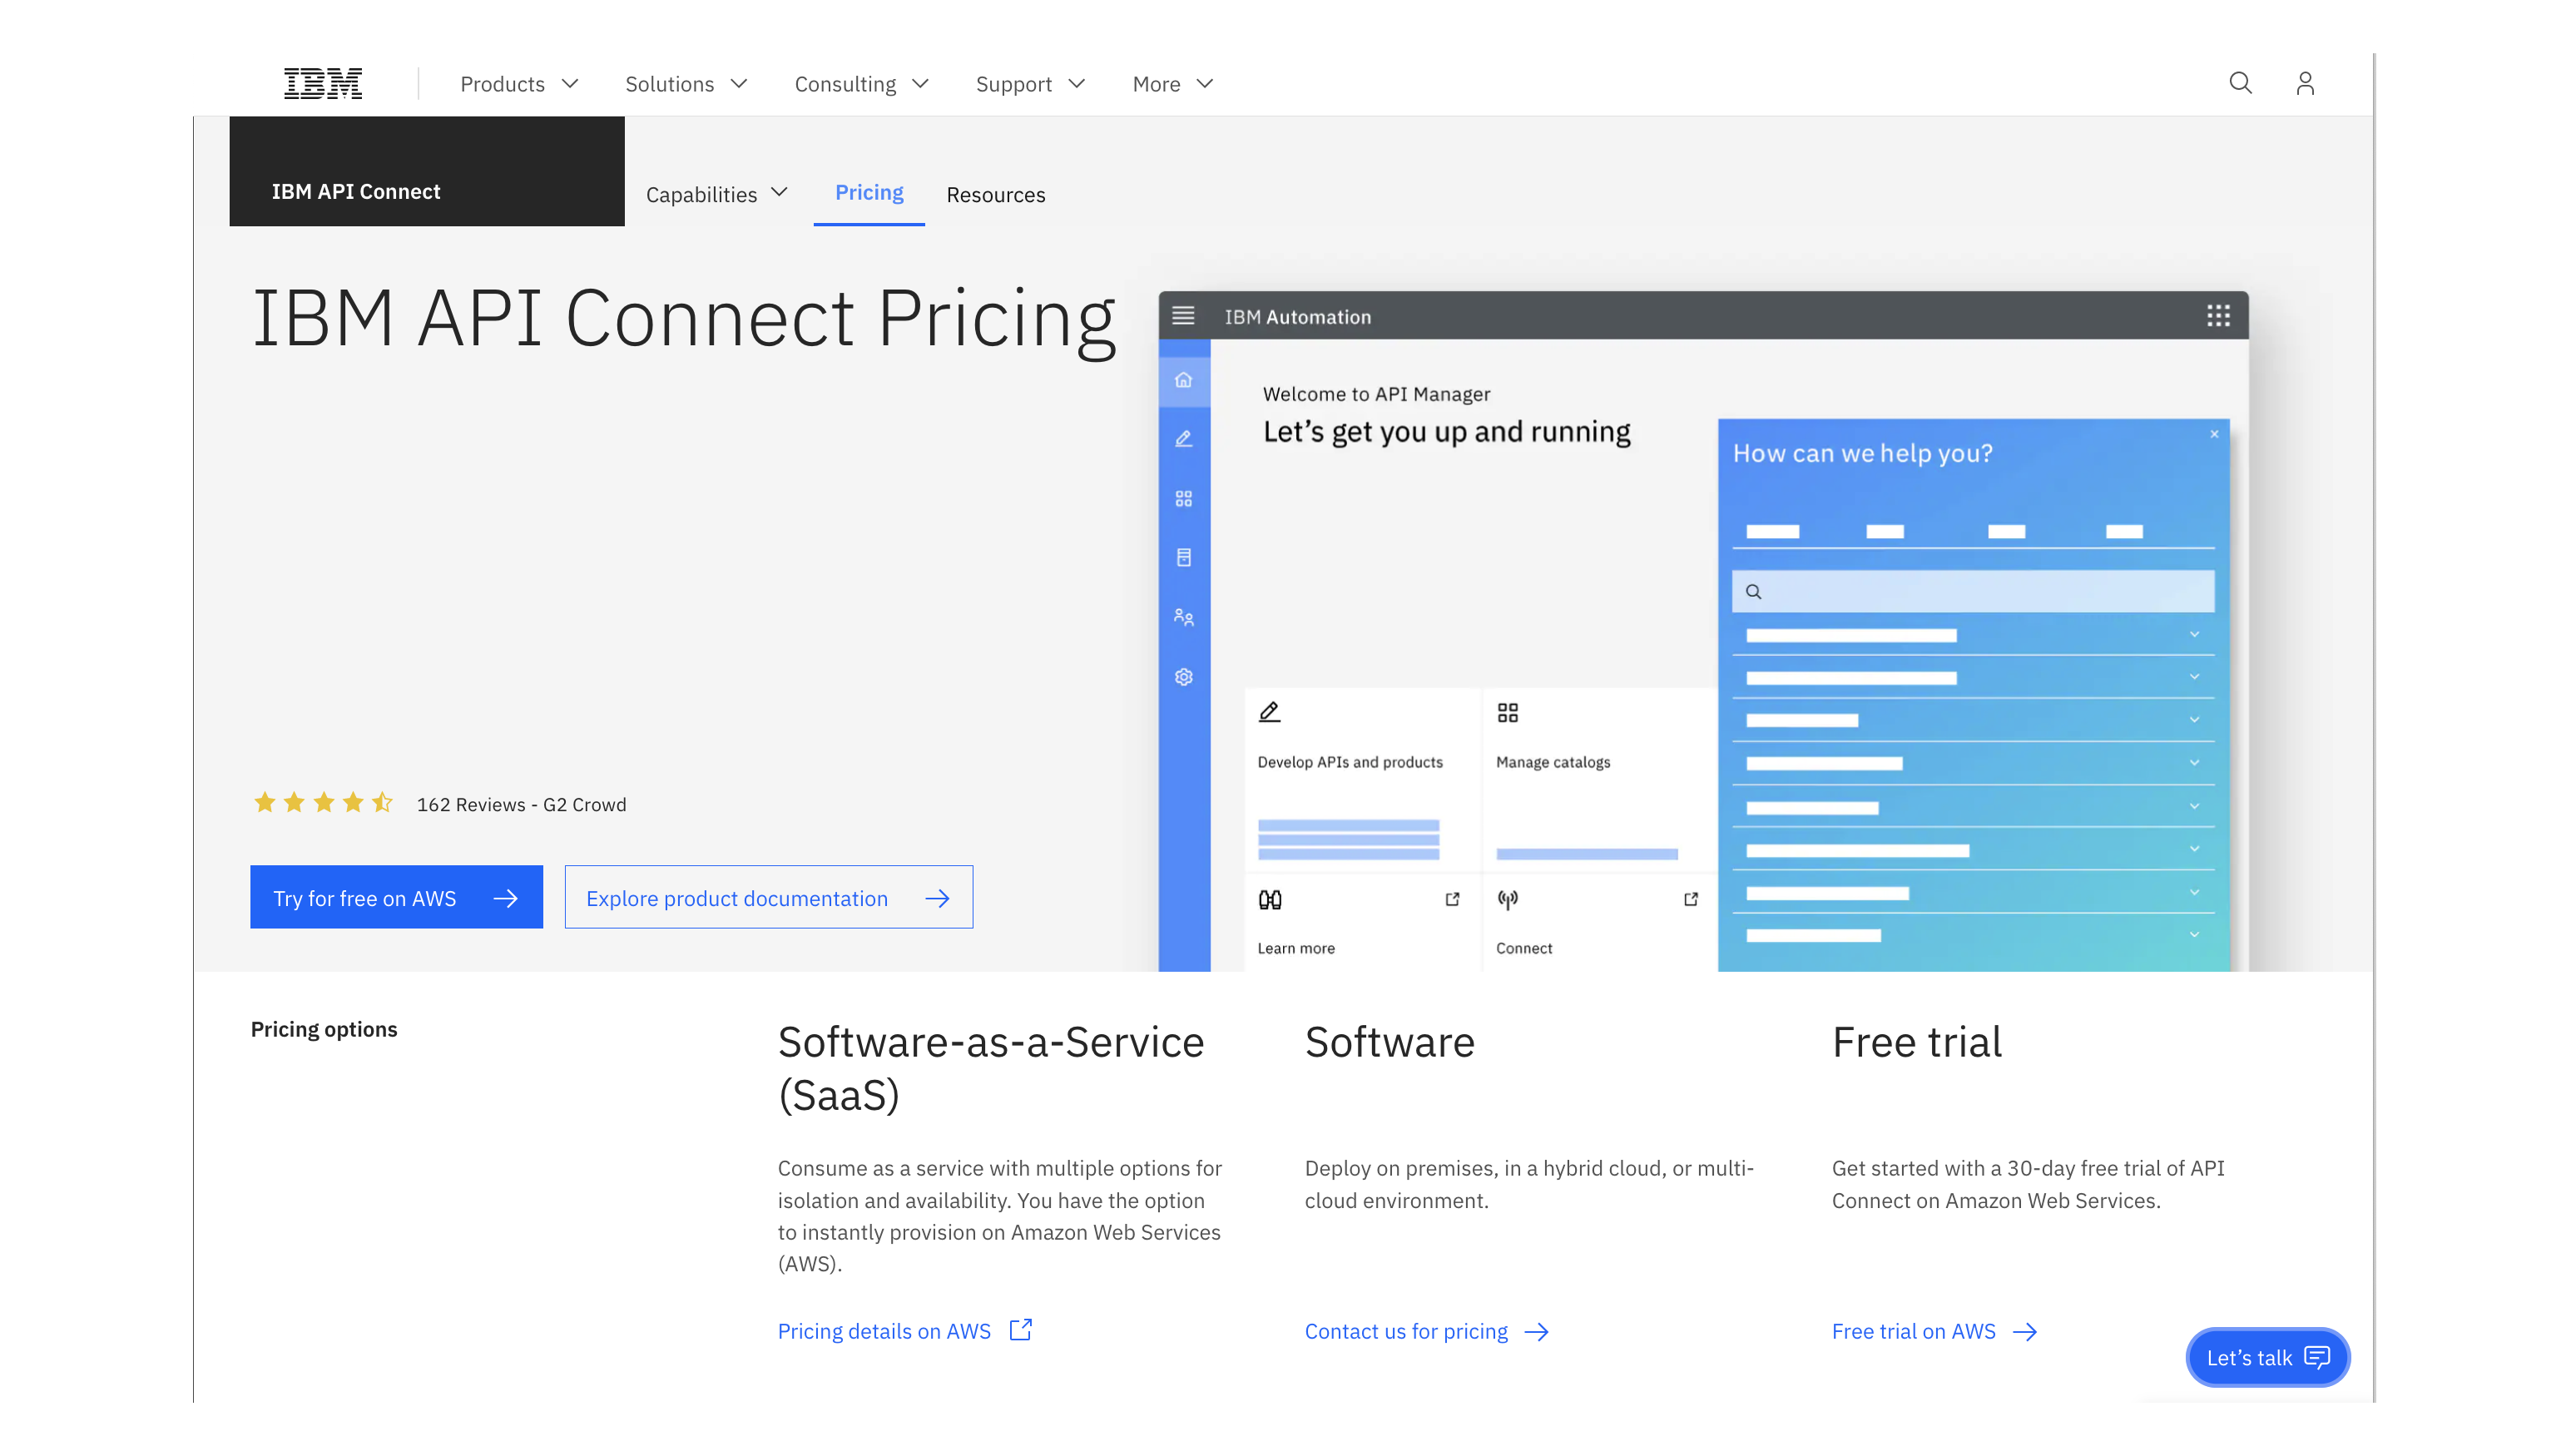 IBM
Products
Solutions
Consulting
Support
More
IBM API Connect
Capabilities
Pricing
Resources
IBM API Connect Pricing
162 Reviews - G2 Crowd
Try for free on AWS
Explore product documentation
IBM Automation
Welcome to API Manager
Let’s get you up and running
How can we help you?
Develop APIs and products
Manage catalogs
Learn more
Connect
Pricing options
Software-as-a-Service
(SaaS)
Consume as a service with multiple options for
isolation and availability. You have the option
to instantly provision on Amazon Web Services
(AWS).
Pricing details on AWS
Software
Deploy on premises, in a hybrid cloud, or multi-
cloud environment.
Contact us for pricing
Free trial
Get started with a 30-day free trial of API
Connect on Amazon Web Services.
Free trial on AWS
Let’s talk